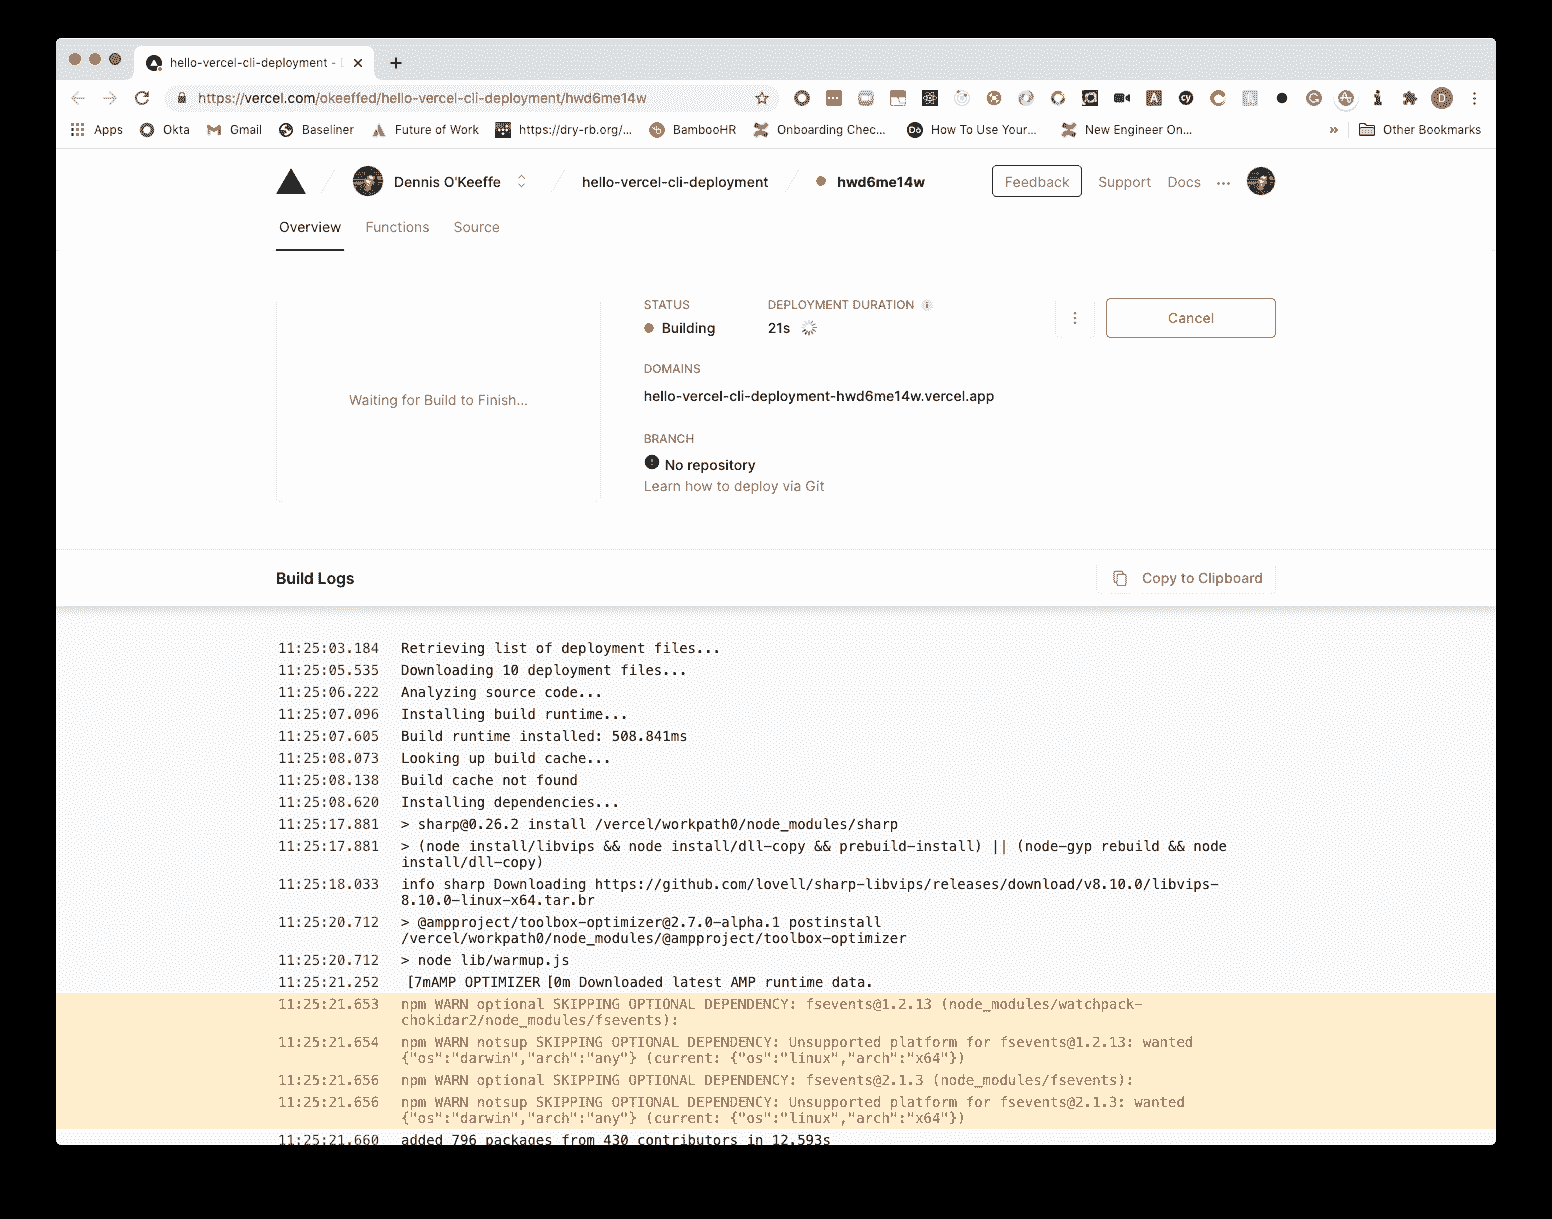 hello-vercel-cli-deployment -
https://vercel.com/okeeffed/hello-vercel-cli-deployment/hwd6me14w
Apps Okta Gmail Baseliner Future of Work https://dry-rb.org/... BambooHR Onboarding Chec... How To Use Your... New Engineer On... » Other Bookmarks
Dennis O'Keeffe hello-vercel-cli-deployment hwd6me14w Feedback Support Docs
Overview Functions Source
STATUS DEPLOYMENT DURATION
Building 21s Cancel
DOMAINS
hello-vercel-cli-deployment-hwd6me14w.vercel.app
Waiting for Build to Finish...
BRANCH
No repository
Learn how to deploy via Git
Build Logs Copy to Clipboard
11:25:03.184 Retrieving list of deployment files...
11:25:05.535 Downloading 10 deployment files...
11:25:06.222 Analyzing source code...
11:25:07.096 Installing build runtime...
11:25:07.605 Build runtime installed: 508.841ms
11:25:08.073 Looking up build cache...
11:25:08.138 Build cache not found
11:25:08.620 Installing dependencies...
11:25:17.881 > sharp@0.26.2 install /vercel/workpath0/node_modules/sharp
11:25:17.881 > (node install/libvips && node install/dll-copy && prebuild-install) || (node-gyp rebuild && node
install/dll-copy)
11:25:18.033 info sharp Downloading https://github.com/lovell/sharp-libvips/releases/download/v8.10.0/libvips-
8.10.0-linux-x64.tar.br
11:25:20.712 > @ampproject/toolbox-optimizer@2.7.0-alpha.1 postinstall
/vercel/workpath0/node_modules/@ampproject/toolbox-optimizer
11:25:20.712 > node lib/warmup.js
11:25:21.252 [7mAMP OPTIMIZER [0m Downloaded latest AMP runtime data.
11:25:21.653 npm WARN optional SKIPPING OPTIONAL DEPENDENCY: fsevents@1.2.13 (node_modules/watchpack-
chokidar2/node_modules/fsevents):
11:25:21.654 npm WARN notsup SKIPPING OPTIONAL DEPENDENCY: Unsupported platform for fsevents@1.2.13: wanted
{"os":"darwin","arch":"any"} (current: {"os":"linux","arch":"x64"})
11:25:21.656 npm WARN optional SKIPPING OPTIONAL DEPENDENCY: fsevents@2.1.3 (node_modules/fsevents):
11:25:21.656 npm WARN notsup SKIPPING OPTIONAL DEPENDENCY: Unsupported platform for fsevents@2.1.3: wanted
{"os":"darwin","arch":"any"} (current: {"os":"linux","arch":"x64"})
11:25:21.660 added 796 packages from 430 contributors in 12.593s